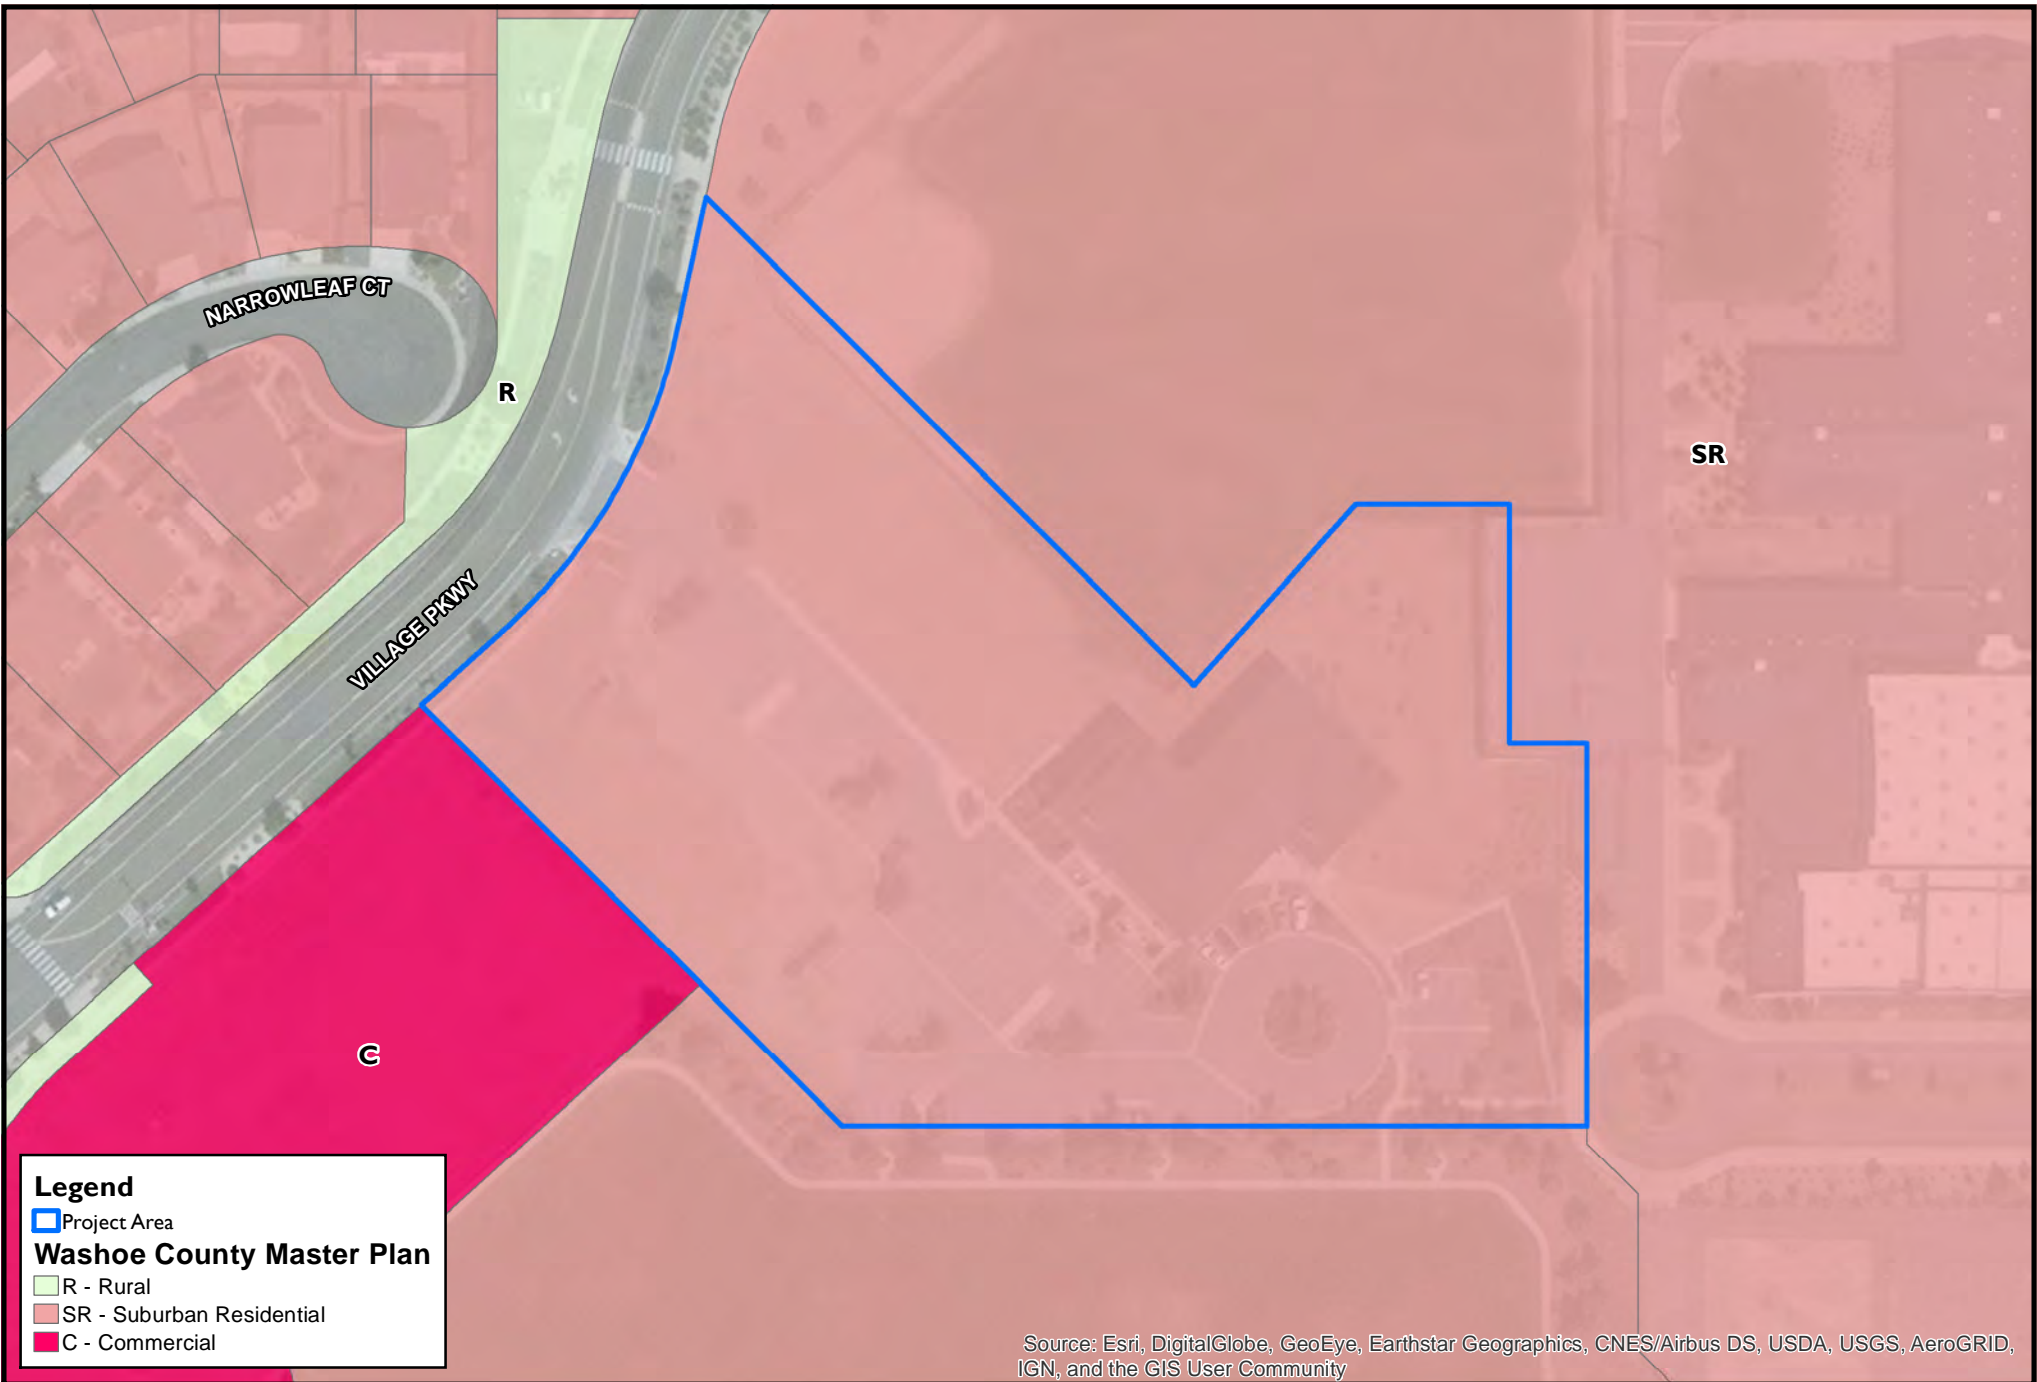 NARROWLEAF CT
R
SR
VILLAGE PKWY
C
Legend
Project Area
Washoe County Master Plan
R - Rural
SR - Suburban Residential
C - Commercial
Source: Esri, DigitalGlobe, GeoEye, Earthstar Geographics, CNES/Airbus DS, USDA, USGS, AeroGRID,
IGN, and the GIS User Community